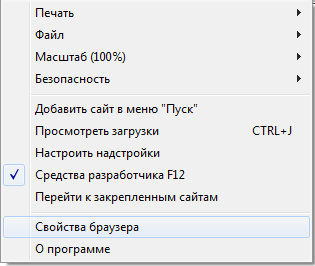 Печать
Файл
Масштаб (100%)
Безопасность
Добавить сайт в меню "Пуск"
Просмотреть загрузки CTRL+J
Настроить надстройки
Средства разработчика F12
Перейти к закрепленным сайтам
Свойства браузера
О программе